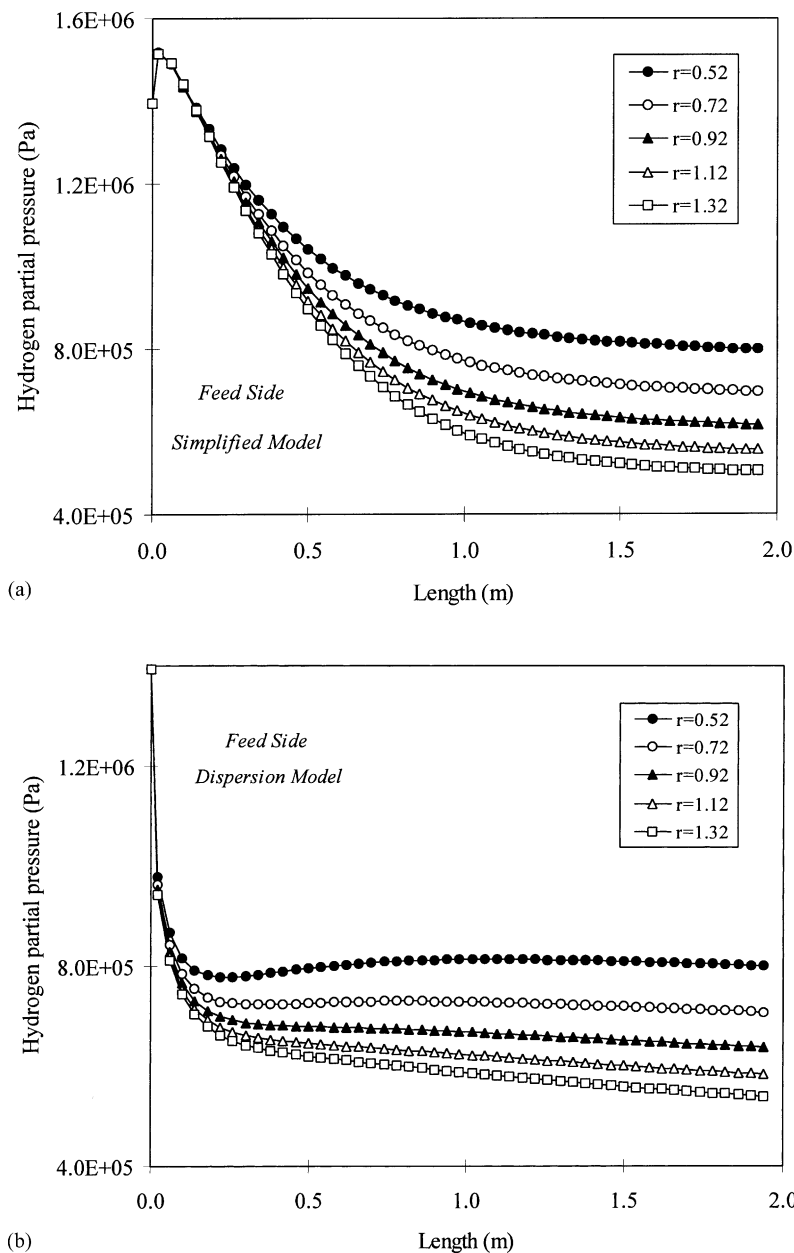 1.6E+06
1.2E+06
8.0E+05
4.0E+05
Hydrogen partial pressure (Pa)
r=0.52
r=0.72
r=0.92
r=1.12
r=1.32
Feed Side
Simplified Model
0.0
0.5
1.0
1.5
2.0
Length (m)
(a)
1.2E+06
8.0E+05
4.0E+05
Hydrogen partial pressure (Pa)
Feed Side
Dispersion Model
r=0.52
r=0.72
r=0.92
r=1.12
r=1.32
0.0
0.5
1.0
1.5
2.0
Length (m)
(b)